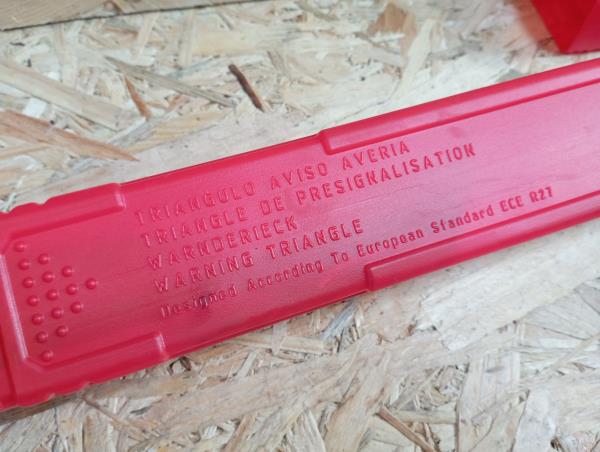 TRIANGULO AVISO AVERIA
TRIANGLE DE PRESIGNALISATION
WARNDERIECK
WARNING TRIANGLE
Designed According To European Standard ECE R27